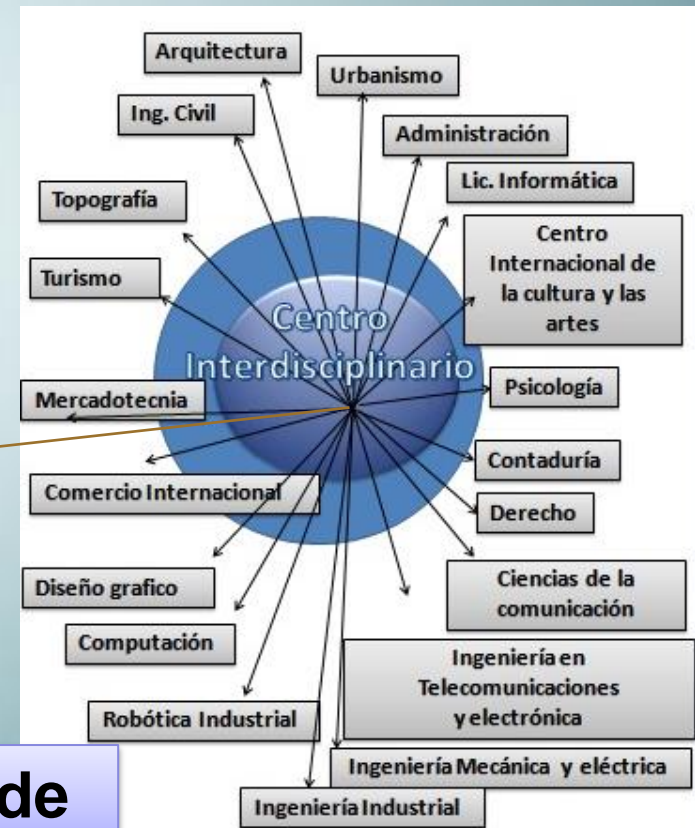 Arquitectura
Urbanismo
Ing. Civil
Administración
Lic. Informática
Topografía
Centro
Internacional de
la cultura y las
artes
Turismo
Centro
Interdisciplinario
Psicología
Mercadotecnia
Contaduría
Comercio Internacional
Derecho
Diseño grafico
Ciencias de la
comunicación
Computación
Ingeniería en
Telecomunicaciones
y electrónica
Robótica Industrial
Ingeniería Mecánica y eléctrica
de
Ingeniería Industrial